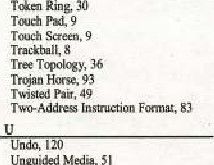 Token Ring, 30
Touch Pad, 9
Touch Screen, 9
Trackball, 8
Tree Topology, 36
Trojan Horse, 93
Twisted Pair, 49
Two-Address Instruction Format, 83
U
Undo, 120
Unguided Media, 51